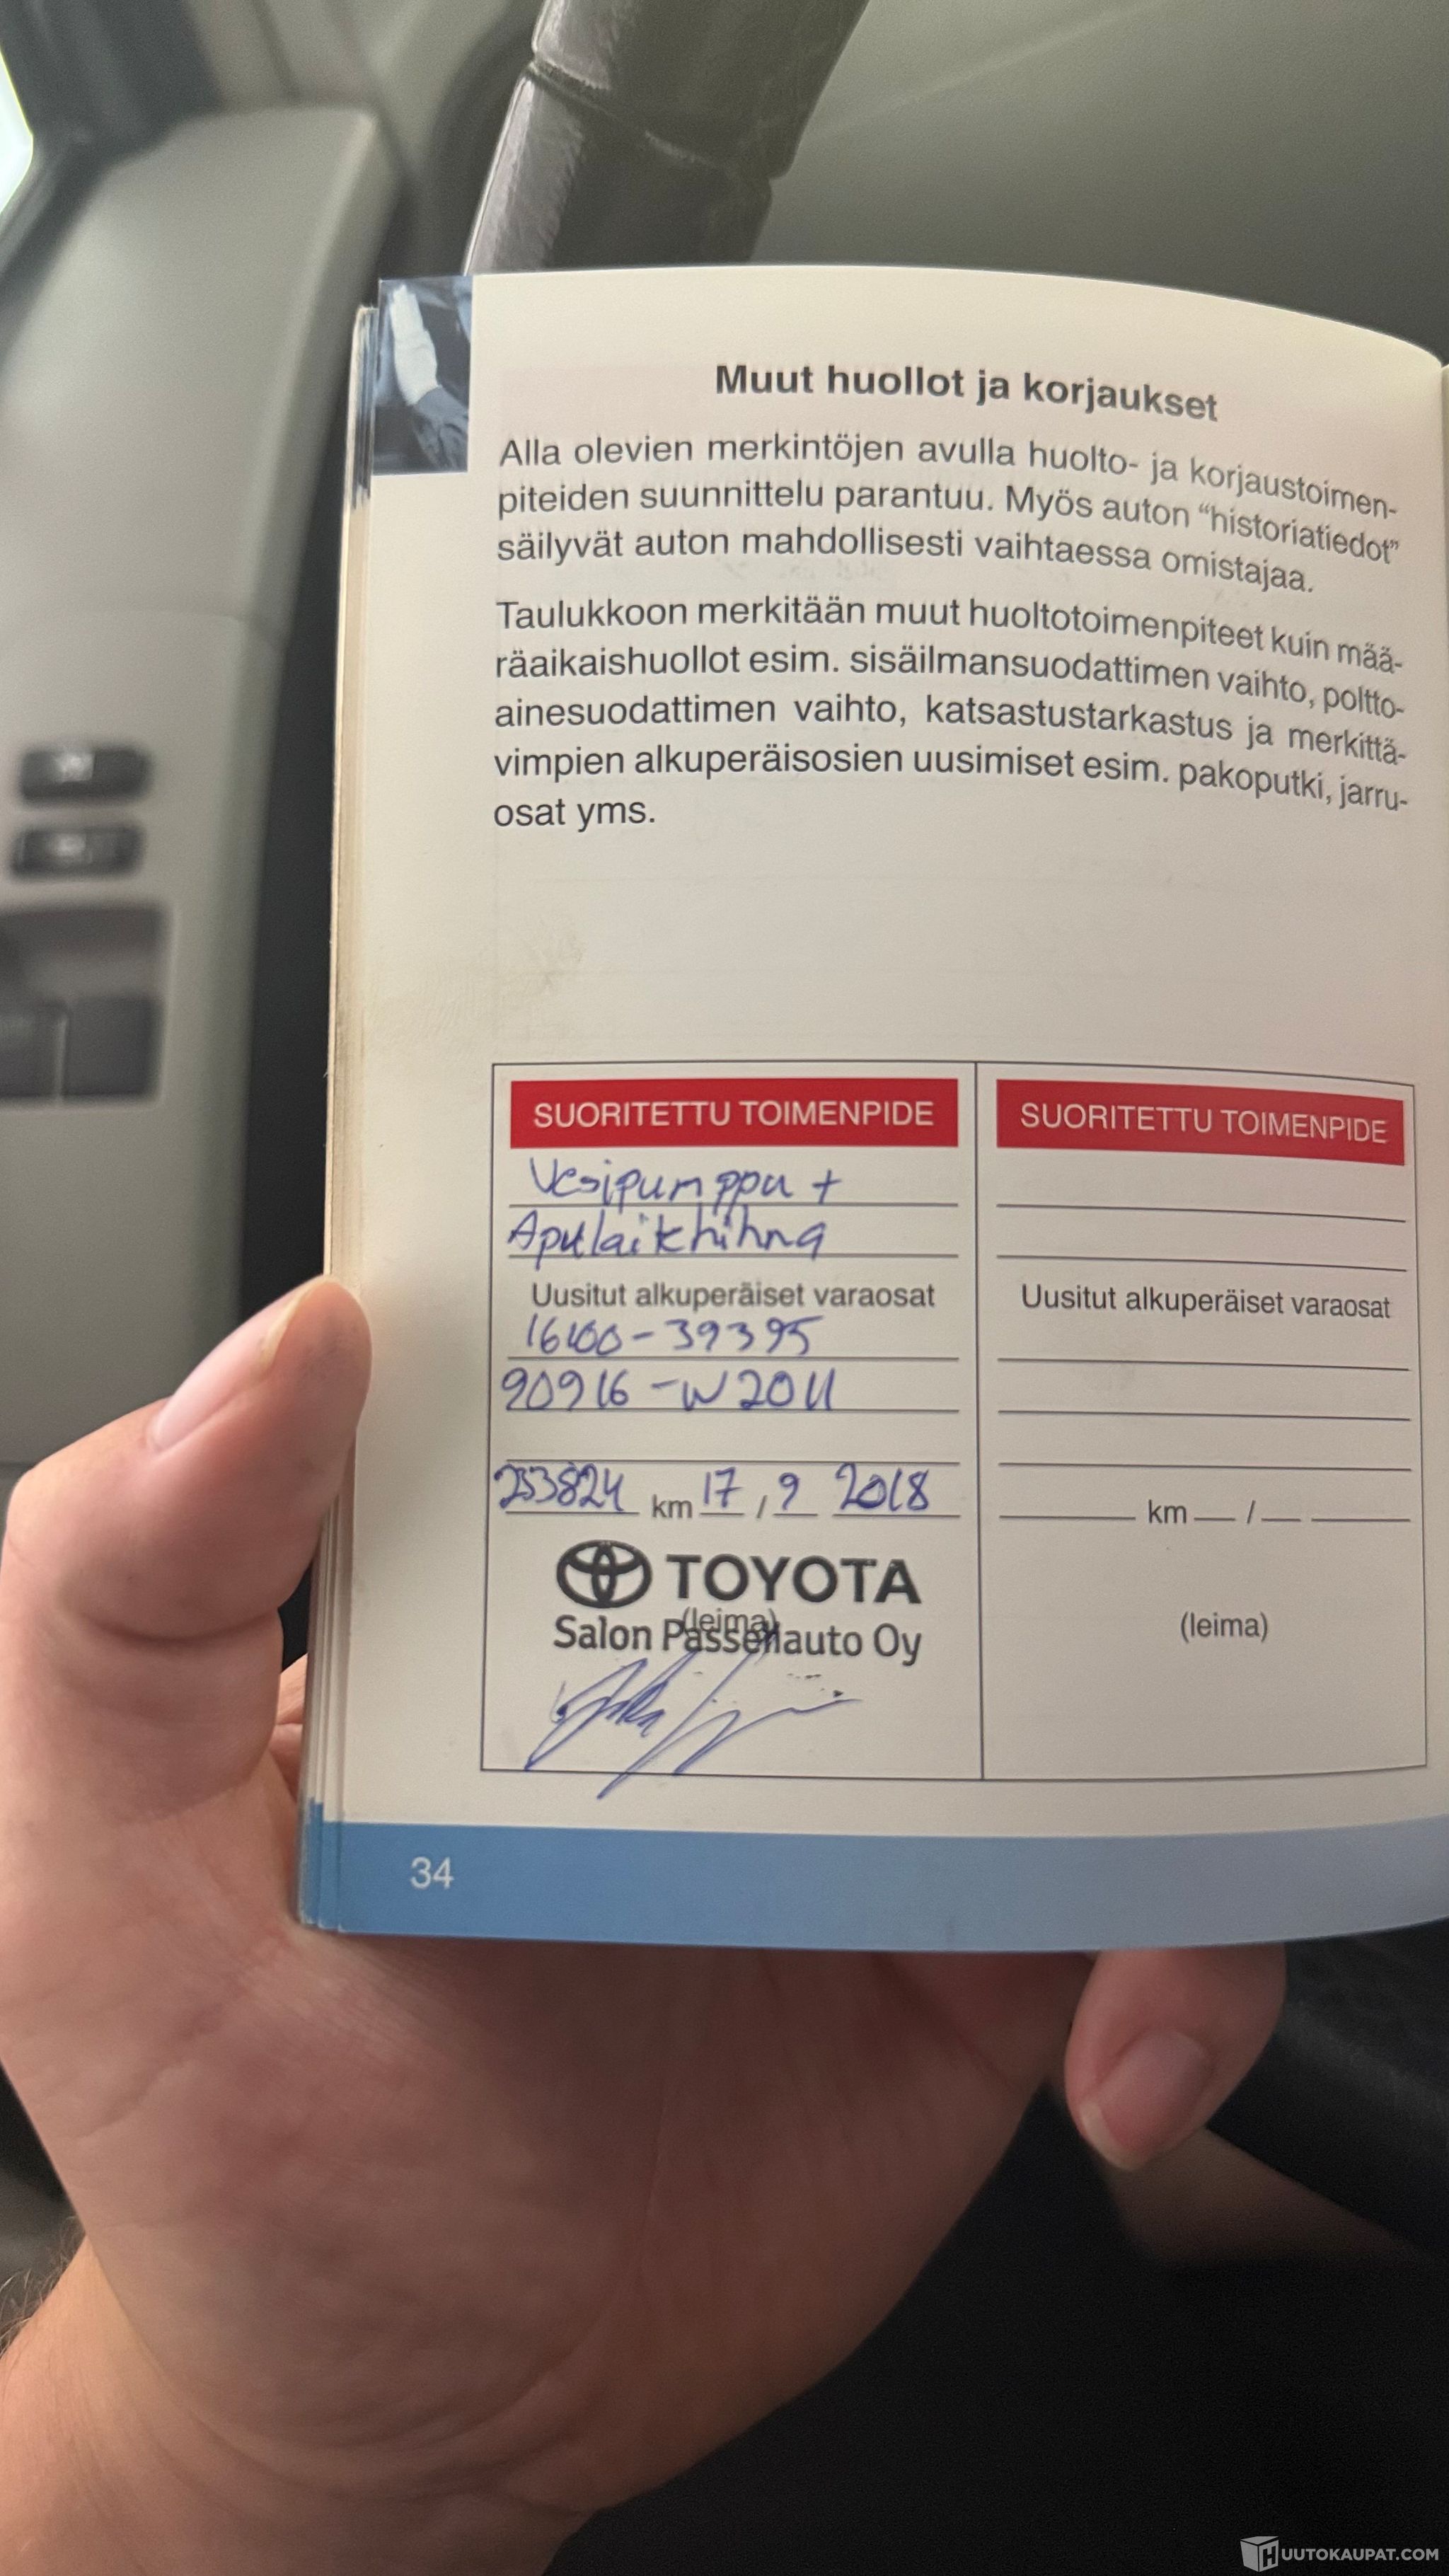 Muut huollot ja korjaukset
Alla olevien merkintöjen avulla huolto- ja korjaustoimen-
piteiden suunnittelu parantuu. Myös auton “historiatiedot”
säilyvät auton mahdollisesti vaihtaessa omistajaa.
Taulukkoon merkitään muut huoltotoimenpiteet kuin mää-
räaikaishuollot esim. sisäilmansuodattimen vaihto, poltto-
ainesuodattimen vaihto, katsastustarkastus ja merkittä-
vimpien alkuperäisosien uusimiset esim. pakoputki, jarru-
osat yms.
SUORITETTU TOIMENPIDE
Vesipumppu +
Apulaitehihna
Uusitut alkuperäiset varaosat
16100-39395
90916-W2011
253824 km 17 / 9 2018
TOYOTA
(leima)
Salon Passeliauto Oy
SUORITETTU TOIMENPIDE
Uusitut alkuperäiset varaosat
km / 
(leima)
34
HUUTOKAUPAT.COM